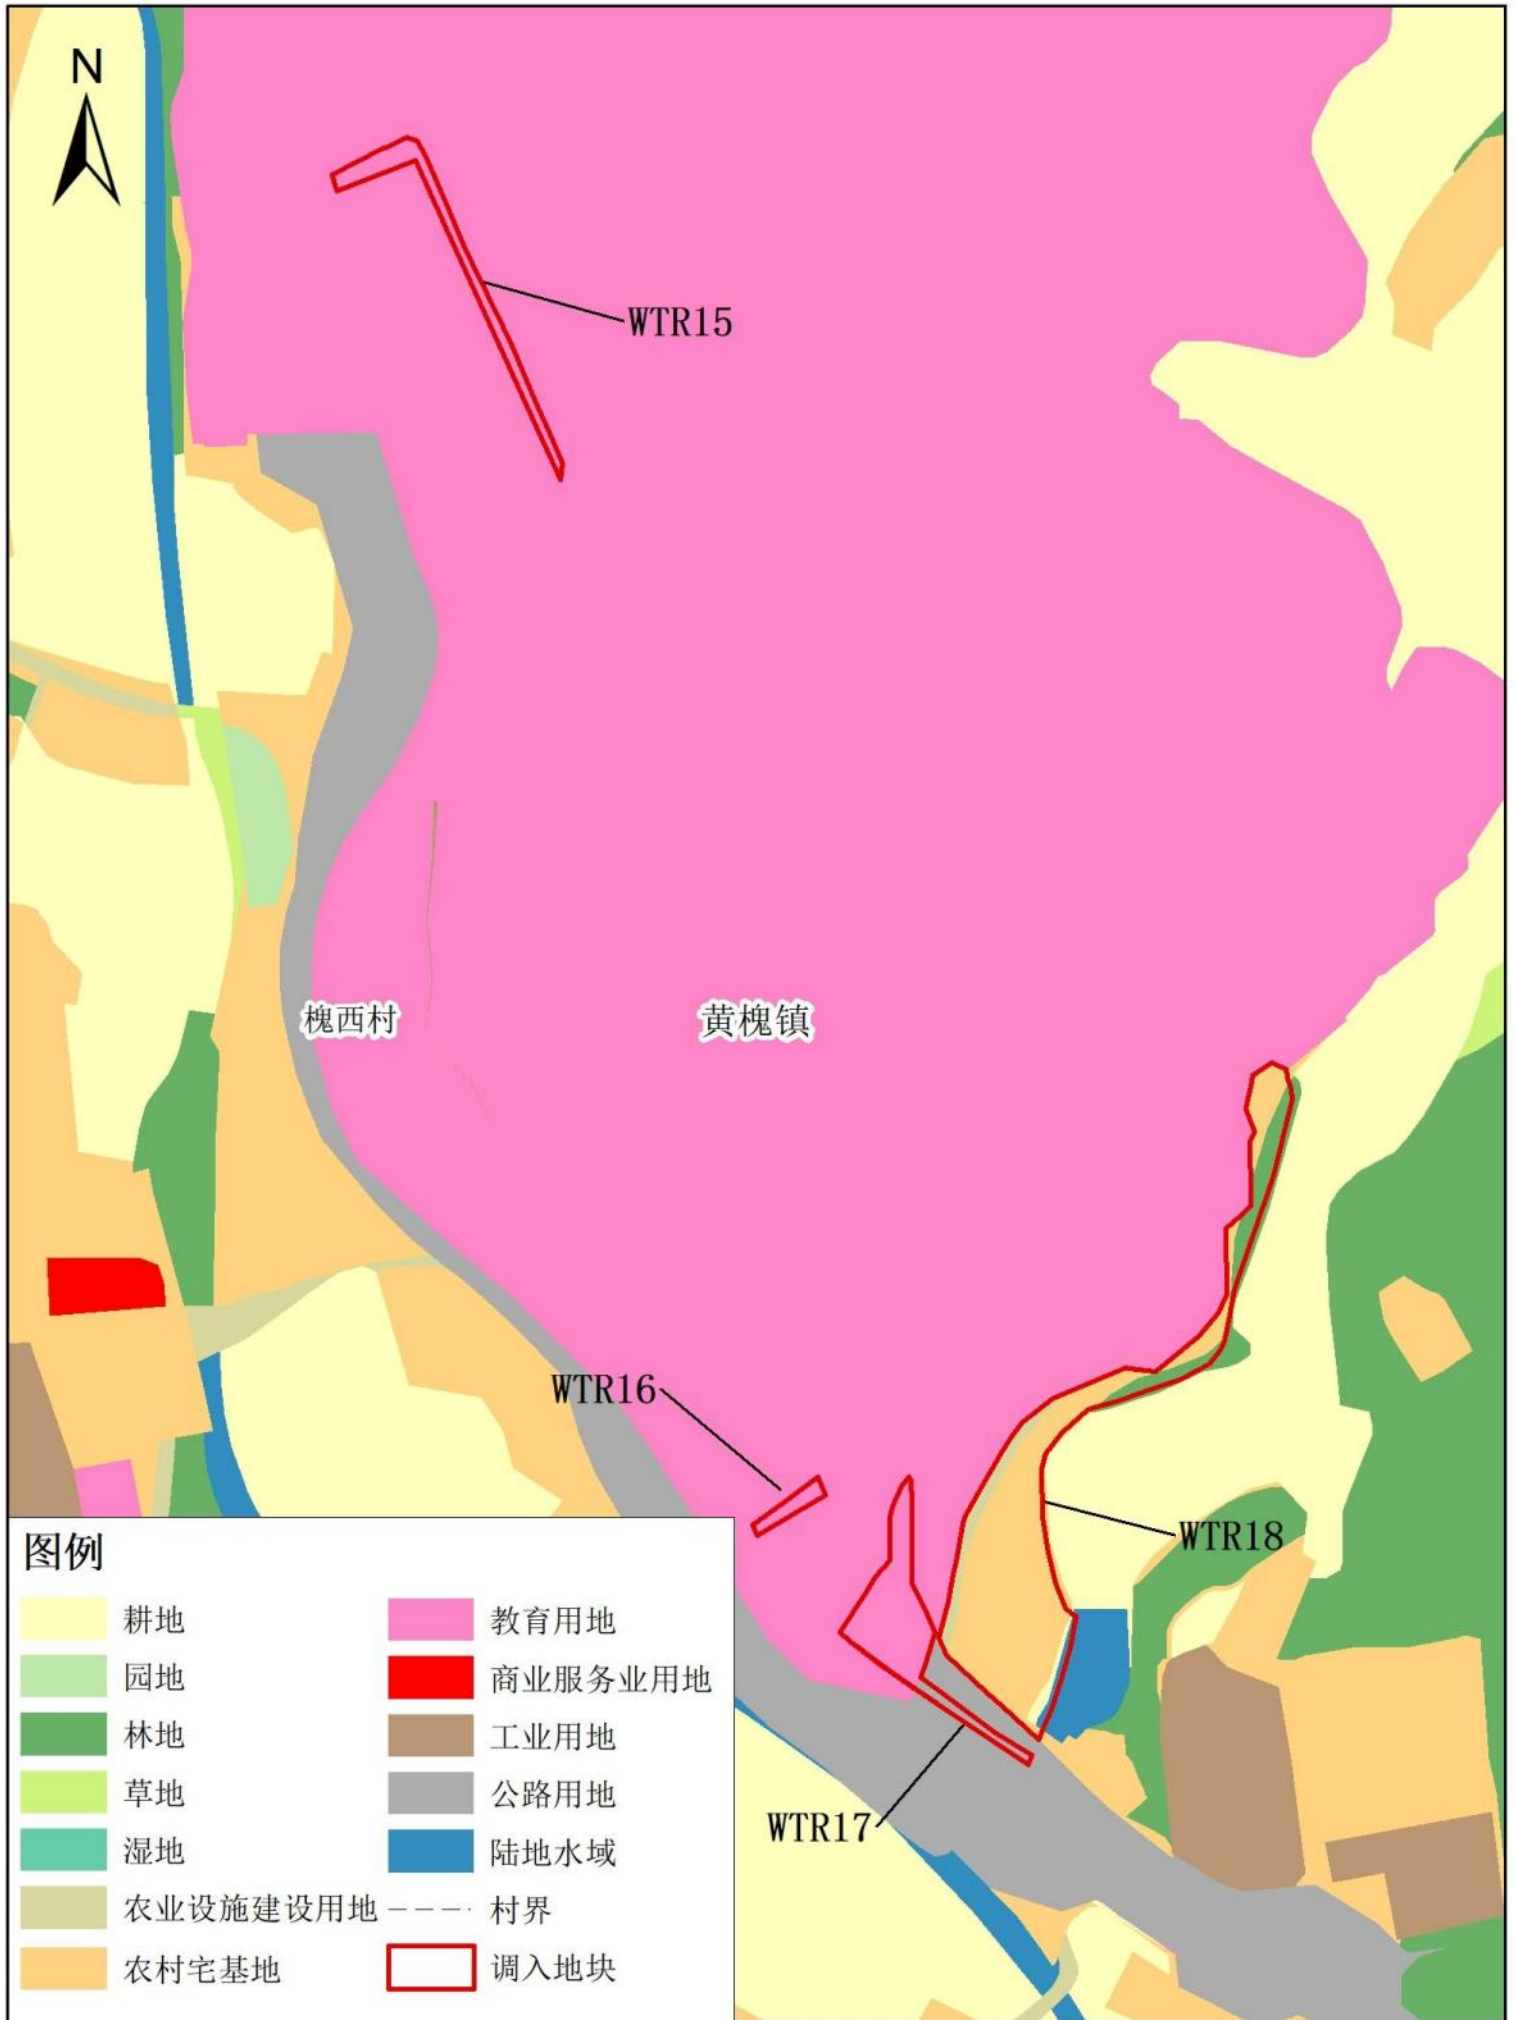 N
WTR15
槐西村
黄槐镇
WTR16
WTR18
WTR17
图例
耕地
园地
林地
草地
湿地
农业设施建设用地
农村宅基地
教育用地
商业服务业用地
工业用地
公路用地
陆地水域
村界
调入地块